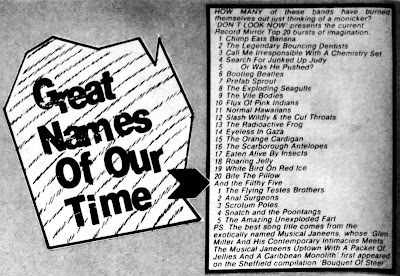 Great
Names
Of Our
Time
HOW MANY of these bands have burned
themselves out just thinking of a monicker?
'DON'T LOOK NOW' presents the current
Record Mirror Top 20 bursts of imagination.
1 Chimp Eats Banana
2 The Legendary Bouncing Dentists
3 Call Me Irresponsible With A Chemistry Set
4 Search For Junked Up Judy
5 Or Was He Pushed?
6 Bootleg Beatles
7 Prefab Sprout
8 The Exploding Seagulls
9 The Vile Bodies
10 Flux Of Pink Indians
11 Normal Hawaiians
12 Slash Wildly & the Cut Throats
13 The Radioactive Frog
14 Eyeless In Gaza
15 The Orange Cardigan
16 The Scarborough Antelopes
17 Eaten Alive By Insects
18 Roaring Jelly
19 White Bird On Red Ice
20 Bite The Pillow
And the Filthy Five
1 The Flying Testes Brothers
2 Anal Surgeons
3 Scrotum Poles
4 Snatch and the Poontangs
5 The Amazing Unexploded Fart
PS. The best song title comes from the
exotically named Musical Janeens, whose 'Glen
Miller And His Contemporary Intimacies Meets
The Musical Janeens Uptown With A Packet Of
Jellies And A Caribbean Monolith' first appeared
on the Sheffield compilation 'Bouquet Of Steel'.